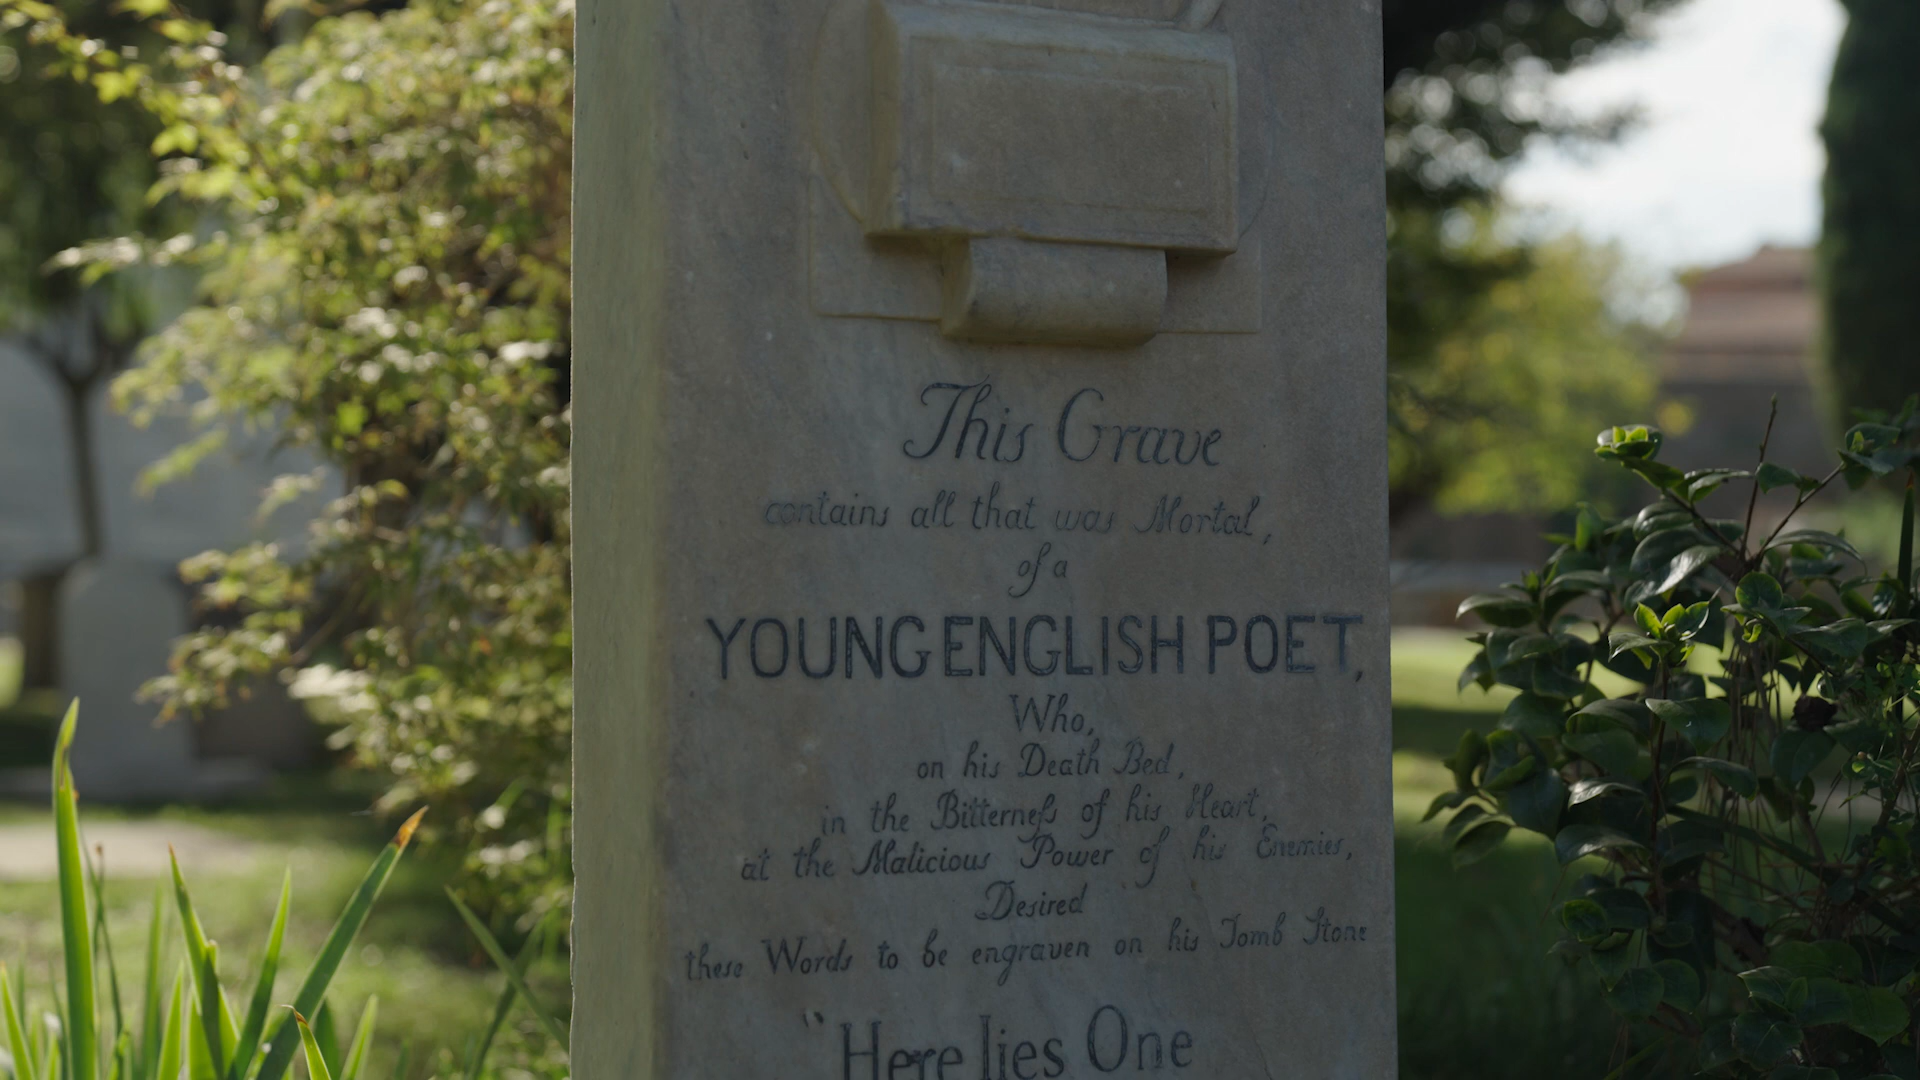 This Grave
contains all that was Mortal,
of a
YOUNG ENGLISH POET,
Who,
on his Death Bed,
in the Bitterneſs of his Heart,
at the Malicious Power of his Enemies,
Desired
these Words to be engraven on his Tomb Stone
"Here lies One